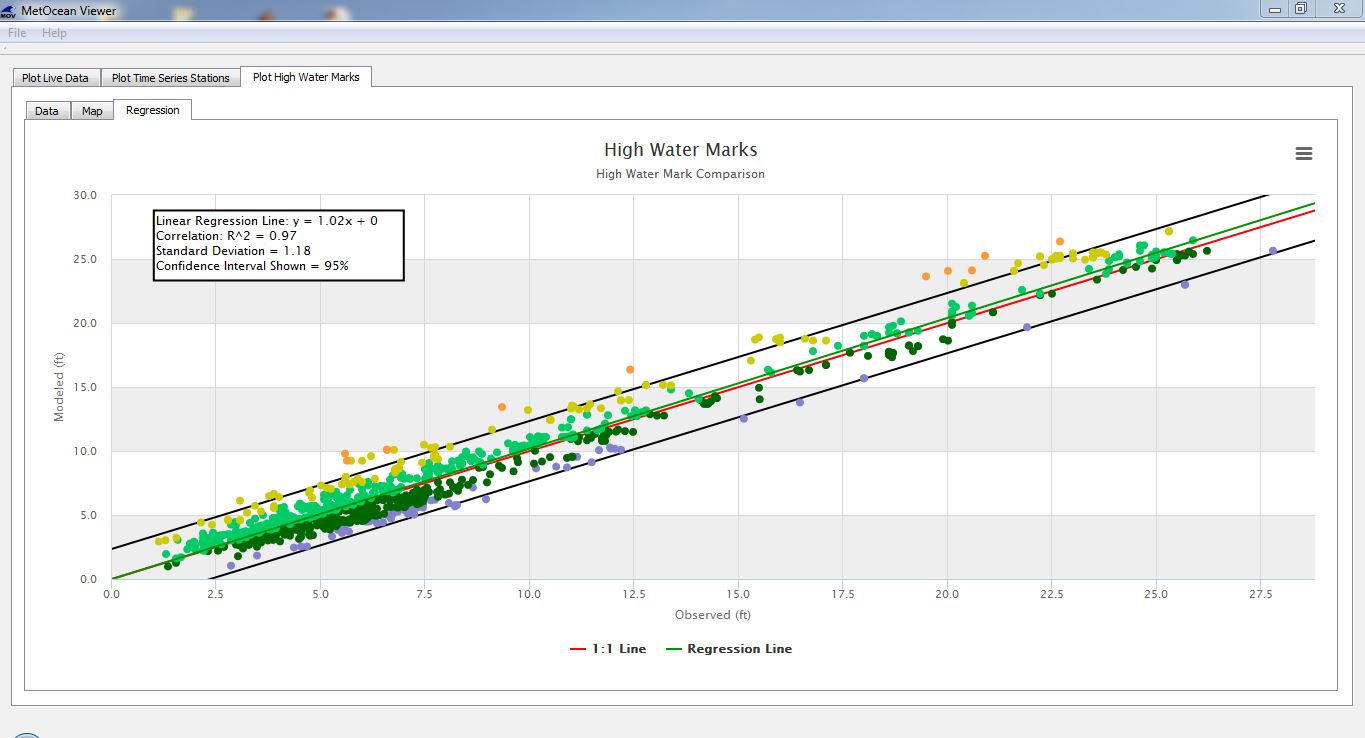 MetOcean Viewer
MOV
File Help
Plot Live Data Plot Time Series Stations Plot High Water Marks
Data Map Regression
High Water Marks
High Water Mark Comparison
Linear Regression Line: y = 1.02x + 0
Correlation: R^2 = 0.97
Standard Deviation = 1.18
Confidence Interval Shown = 95%
30.0
25.0
20.0
15.0
10.0
5.0
0.0
Modeled (ft)
0.0 2.5 5.0 7.5 10.0 12.5 15.0 17.5 20.0 22.5 25.0 27.5
Observed (ft)
1:1 Line Regression Line